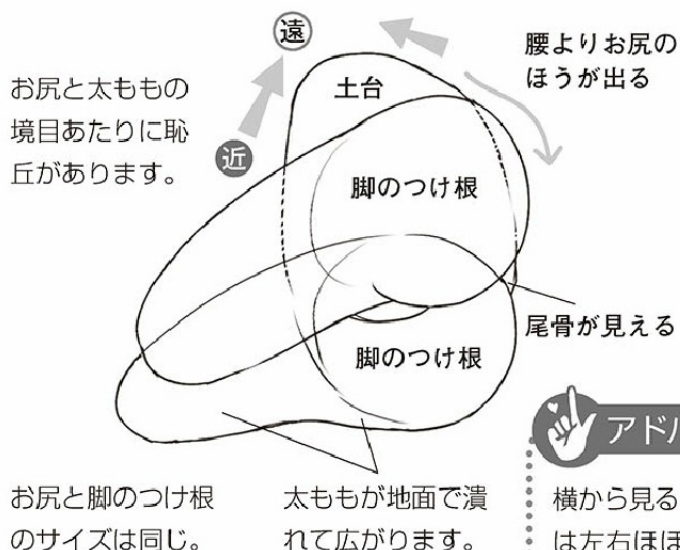 遠
腰よりお尻の
ほうが出る
お尻と太ももの
境目あたりに恥
丘があります。
土台
近
脚のつけ根
尾骨が見える
脚のつけ根
アドバ
お尻と脚のつけ根
のサイズは同じ。
太ももが地面で潰
れて広がります。
横から見る
は左右ほぼ